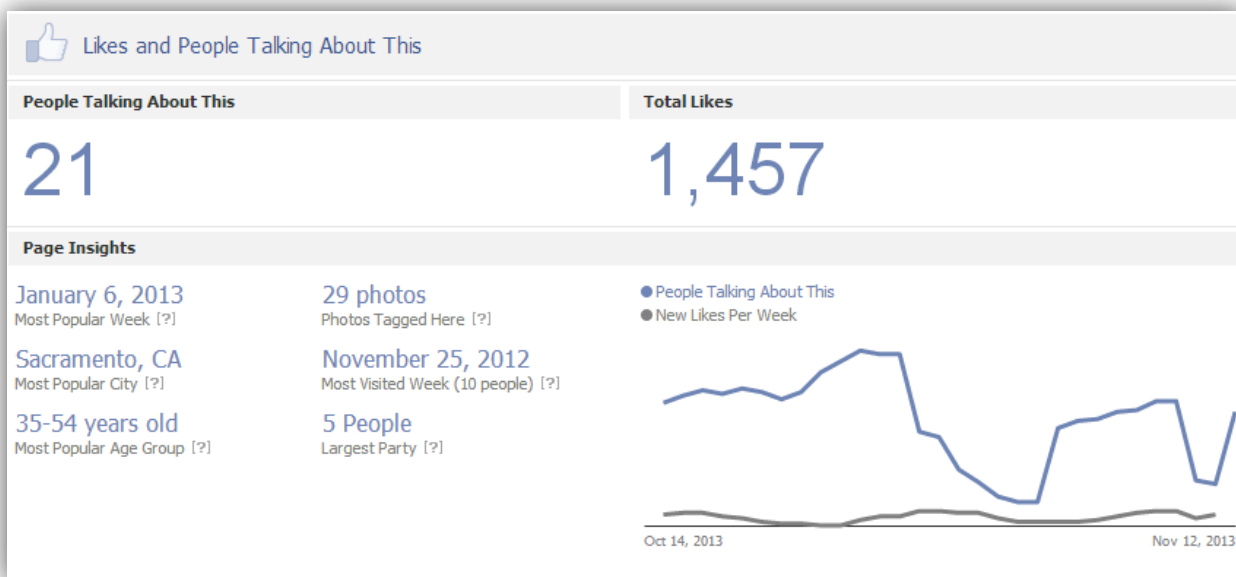 Likes and People Talking About This
People Talking About This
Total Likes
21
1,457
Page Insights
January 6, 2013
Most Popular Week [?]
29 photos
Photos Tagged Here [?]
Sacramento, CA
Most Popular City [?]
November 25, 2012
Most Visited Week (10 people) [?]
35-54 years old
Most Popular Age Group [?]
5 People
Largest Party [?]
People Talking About This
New Likes Per Week
Oct 14, 2013
Nov 12, 2013